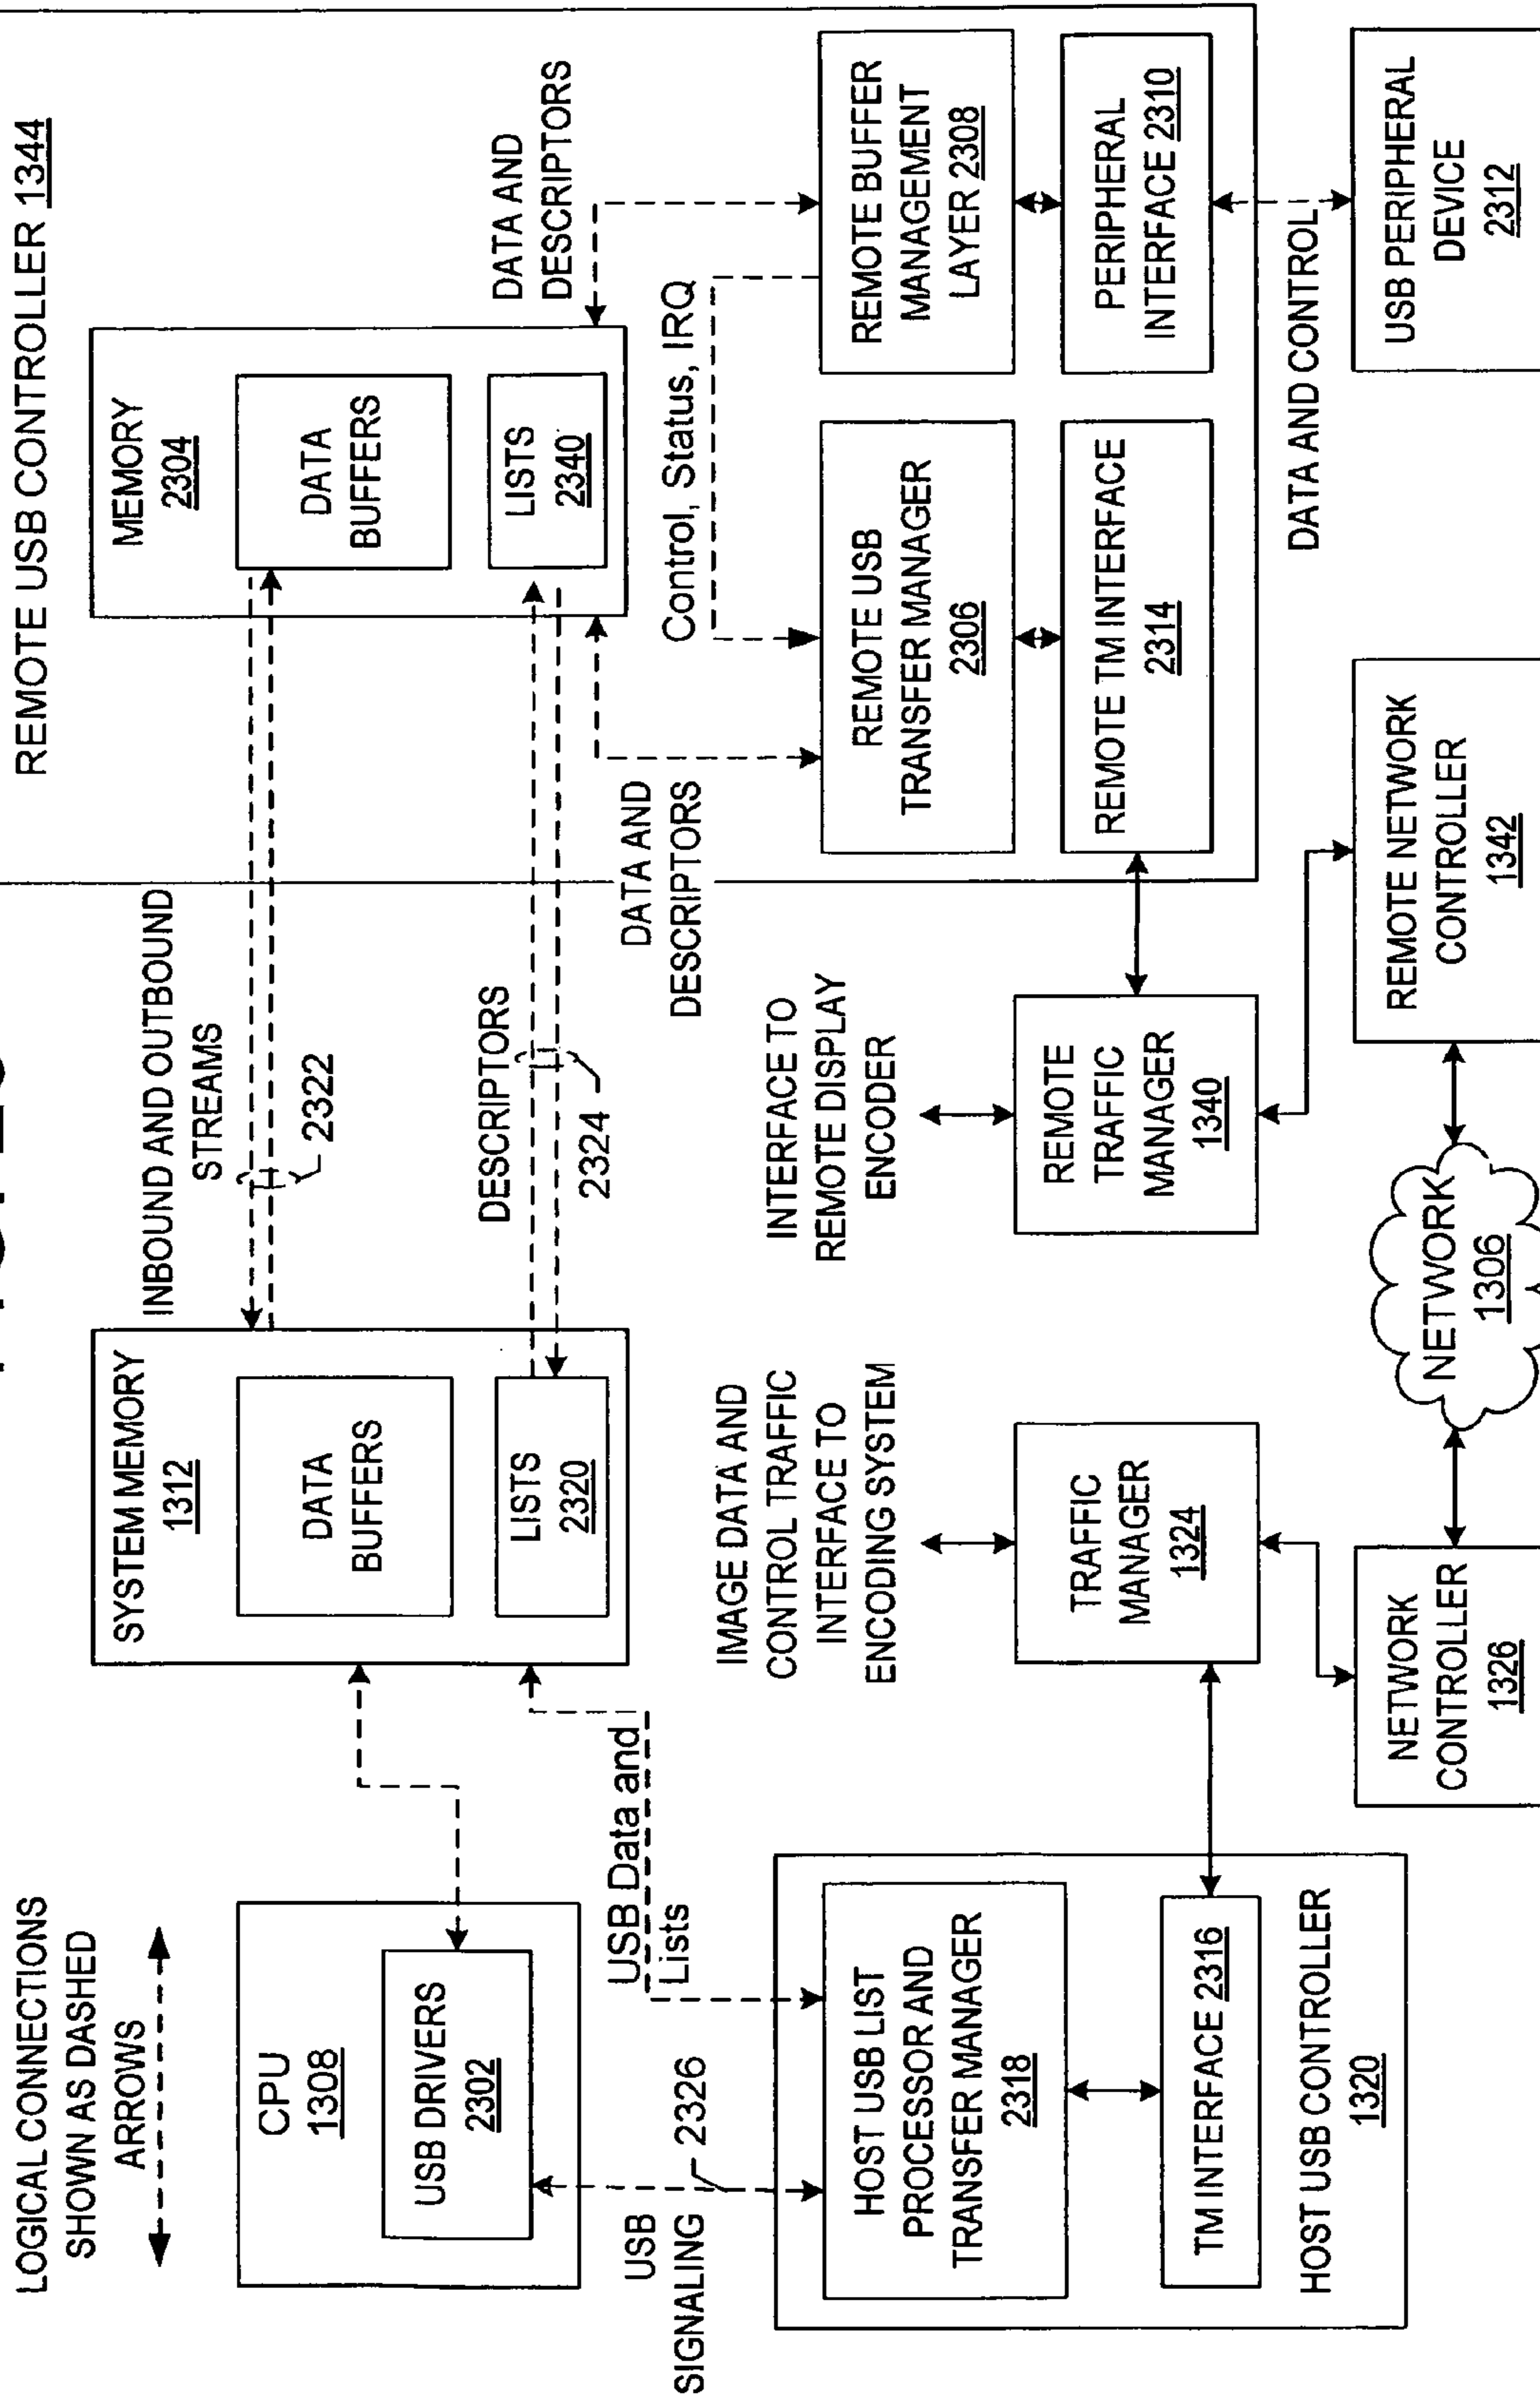 LOGICAL CONNECTIONS
SHOWN AS DASHED
ARROWS
CPU
1308
USB DRIVERS
2302
USB
SIGNALING
2326
USB Data and
Lists
HOST USB LIST
PROCESSOR AND
TRANSFER MANAGER
2318
TM INTERFACE 2316
HOST USB CONTROLLER
1320
SYSTEM MEMORY
1312
DATA
BUFFERS
LISTS
2320
INBOUND AND OUTBOUND
STREAMS
2322
DESCRIPTORS
2324
IMAGE DATA AND
CONTROL TRAFFIC
INTERFACE TO
ENCODING SYSTEM
TRAFFIC
MANAGER
1324
NETWORK
CONTROLLER
1326
NETWORK
1306
INTERFACE TO
REMOTE DISPLAY
ENCODER
REMOTE
TRAFFIC
MANAGER
1340
REMOTE NETWORK
CONTROLLER
1342
REMOTE USB CONTROLLER 1344
MEMORY
2304
DATA
BUFFERS
LISTS
2340
DATA AND
DESCRIPTORS
DATA AND
DESCRIPTORS
Control, Status, IRQ
REMOTE USB
TRANSFER MANAGER
2306
REMOTE TM INTERFACE
2314
REMOTE BUFFER
MANAGEMENT
LAYER 2308
PERIPHERAL
INTERFACE 2310
DATA AND CONTROL
USB PERIPHERAL
DEVICE
2312